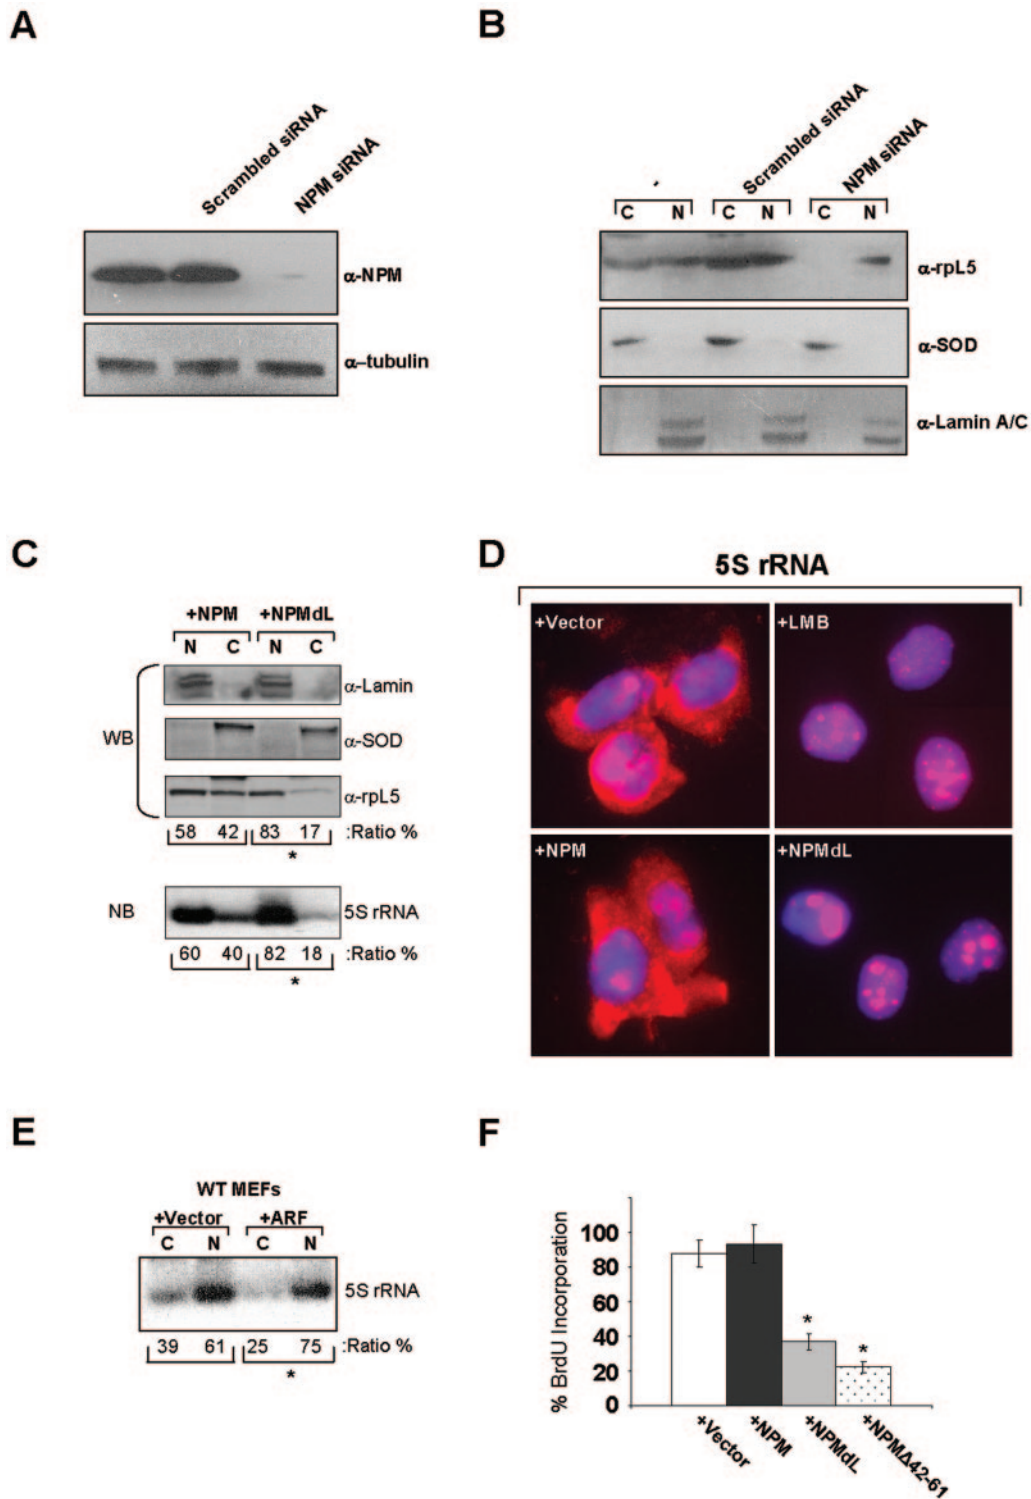 A
Scrambled siRNA
NPM siRNA
α-NPM
α–tubulin
B
Scrambled siRNA
NPM siRNA
C N C N C N
α-rpL5
α-SOD
α-Lamin A/C
C
+NPM +NPMdL
N C N C
WB
α-Lamin
α-SOD
α-rpL5
58 42 83 17 :Ratio %
*
NB
5S rRNA
60 40 82 18 :Ratio %
*
D
5S rRNA
+Vector
+LMB
+NPM
+NPMdL
E
WT MEFs
+Vector +ARF
C N C N
5S rRNA
39 61 25 75 :Ratio %
*
F
% BrdU Incorporation
100
80
60
40
20
0
*
*
+Vector
+NPM
+NPMdL
+NPMΔ42-61